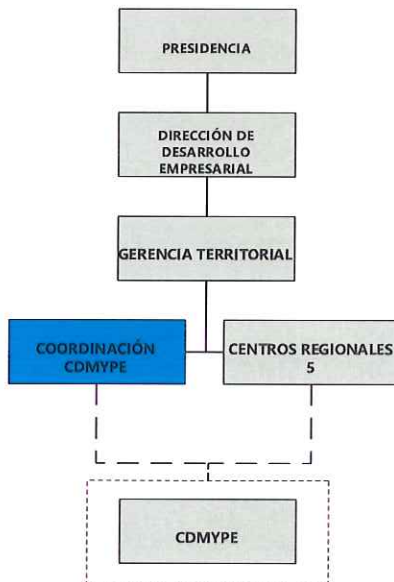 PRESIDENCIA
DIRECCIÓN DE
DESARROLLO
EMPRESARIAL
GERENCIA TERRITORIAL
COORDINACIÓN
CDMYPE
CENTROS REGIONALES
5
CDMYPE